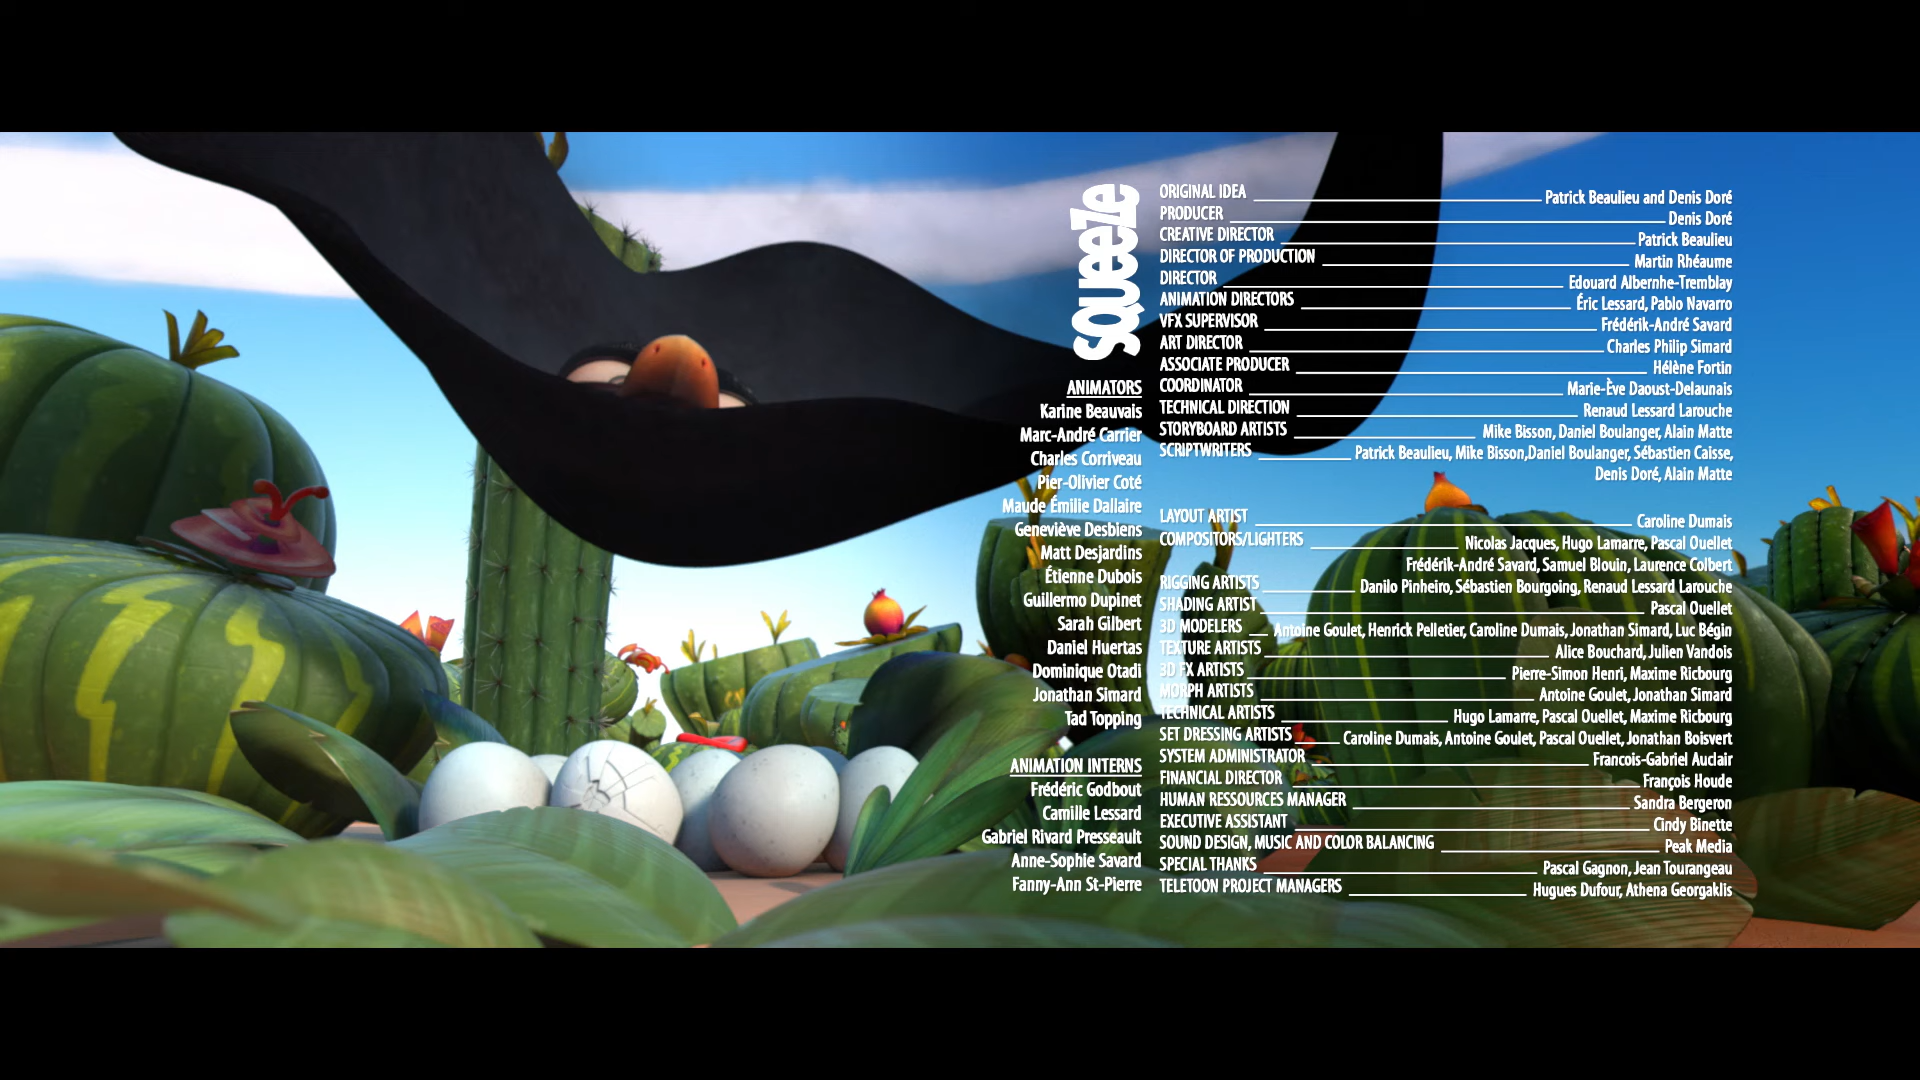 squeeze
ANIMATORS
Karine Beauvais
Marc-André Carrier
Charles Corriveau
Pier-Olivier Coté
Maude Émilie Dallaire
Geneviève Desbiens
Matt Desjardins
Étienne Dubois
Guillermo Dupinet
Sarah Gilbert
Daniel Huertas
Dominique Otadi
Jonathan Simard
Tad Topping
ANIMATION INTERNS
Frédéric Godbout
Camille Lessard
Gabriel Rivard Presseault
Anne-Sophie Savard
Fanny-Ann St-Pierre
ORIGINAL IDEA Patrick Beaulieu and Denis Doré
PRODUCER Denis Doré
CREATIVE DIRECTOR Patrick Beaulieu
DIRECTOR OF PRODUCTION Martin Rhéaume
DIRECTOR Edouard Albernhe-Tremblay
ANIMATION DIRECTORS Éric Lessard, Pablo Navarro
VFX SUPERVISOR Frédérik-André Savard
ART DIRECTOR Charles Philip Simard
ASSOCIATE PRODUCER Hélène Fortin
COORDINATOR Marie-Ève Daoust-Delaunais
TECHNICAL DIRECTION Renaud Lessard Larouche
STORYBOARD ARTISTS Mike Bisson, Daniel Boulanger, Alain Matte
SCRIPTWRITERS Patrick Beaulieu, Mike Bisson,Daniel Boulanger, Sébastien Caisse,
Denis Doré, Alain Matte
LAYOUT ARTIST Caroline Dumais
COMPOSITORS/LIGHTERS Nicolas Jacques, Hugo Lamarre, Pascal Ouellet
Frédérik-André Savard, Samuel Blouin, Laurence Colbert
RIGGING ARTISTS Danilo Pinheiro, Sébastien Bourgoing, Renaud Lessard Larouche
SHADING ARTIST Pascal Ouellet
3D MODELERS Antoine Goulet, Henrick Pelletier, Caroline Dumais, Jonathan Simard, Luc Bégin
TEXTURE ARTISTS Alice Bouchard, Julien Vandois
3D FX ARTISTS Pierre-Simon Henri, Maxime Ricbourg
MORPH ARTISTS Antoine Goulet, Jonathan Simard
TECHNICAL ARTISTS Hugo Lamarre, Pascal Ouellet, Maxime Ricbourg
SET DRESSING ARTISTS Caroline Dumais, Antoine Goulet, Pascal Ouellet, Jonathan Boisvert
SYSTEM ADMINISTRATOR Francois-Gabriel Auclair
FINANCIAL DIRECTOR François Houde
HUMAN RESSOURCES MANAGER Sandra Bergeron
EXECUTIVE ASSISTANT Cindy Binette
SOUND DESIGN, MUSIC AND COLOR BALANCING Peak Media
SPECIAL THANKS Pascal Gagnon, Jean Tourangeau
TELETOON PROJECT MANAGERS Hugues Dufour, Athena Georgaklis